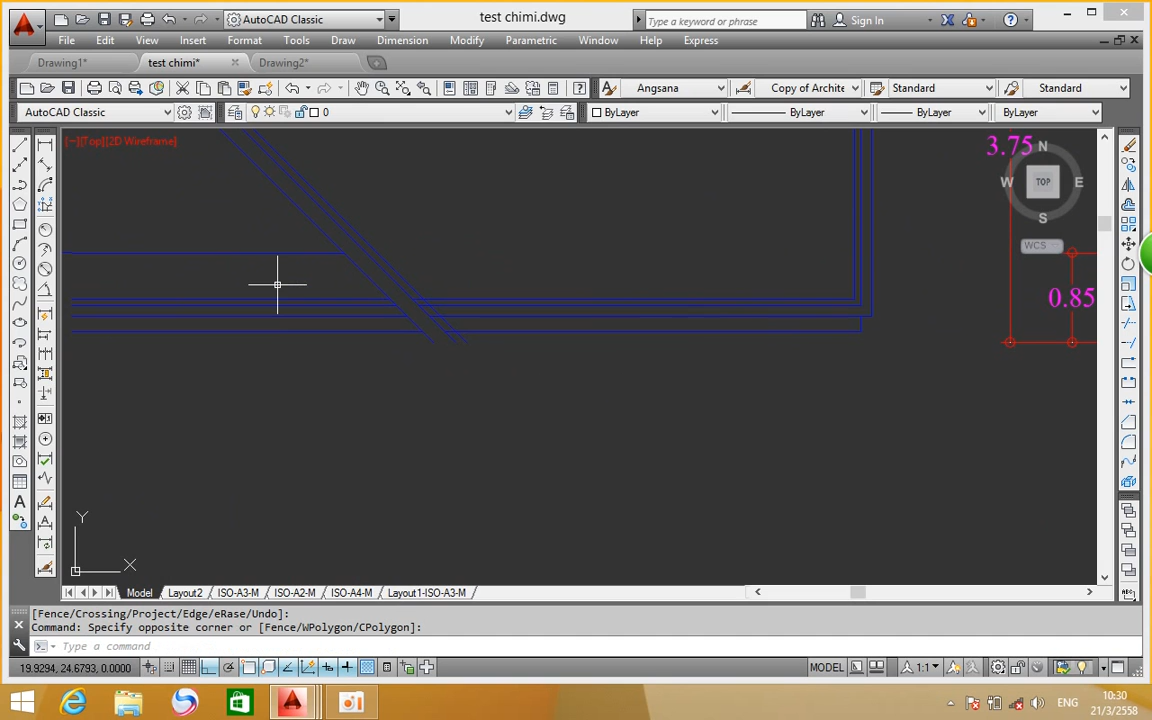 AutoCAD Classic
test chimi.dwg
Type a keyword or phrase
Sign In
File Edit View Insert Format Tools Draw Dimension Modify Parametric Window Help Express
Drawing1* test chimi* Drawing2*
Angsana Copy of Archite Standard Standard
AutoCAD Classic 0 ByLayer ByLayer ByLayer ByLayer
[−][Top][2D Wireframe]
3.75
N
W TOP E
S
WCS
0.85
Y
X
Model Layout2 ISO-A3-M ISO-A2-M ISO-A4-M Layout1-ISO-A3-M
[Fence/Crossing/Project/Edge/eRase/Undo]:
Command: Specify opposite corner or [Fence/WPolygon/CPolygon]:
Type a command
19.9294, 24.6793, 0.0000 MODEL 1:1
ENG
10:30
21/3/2558